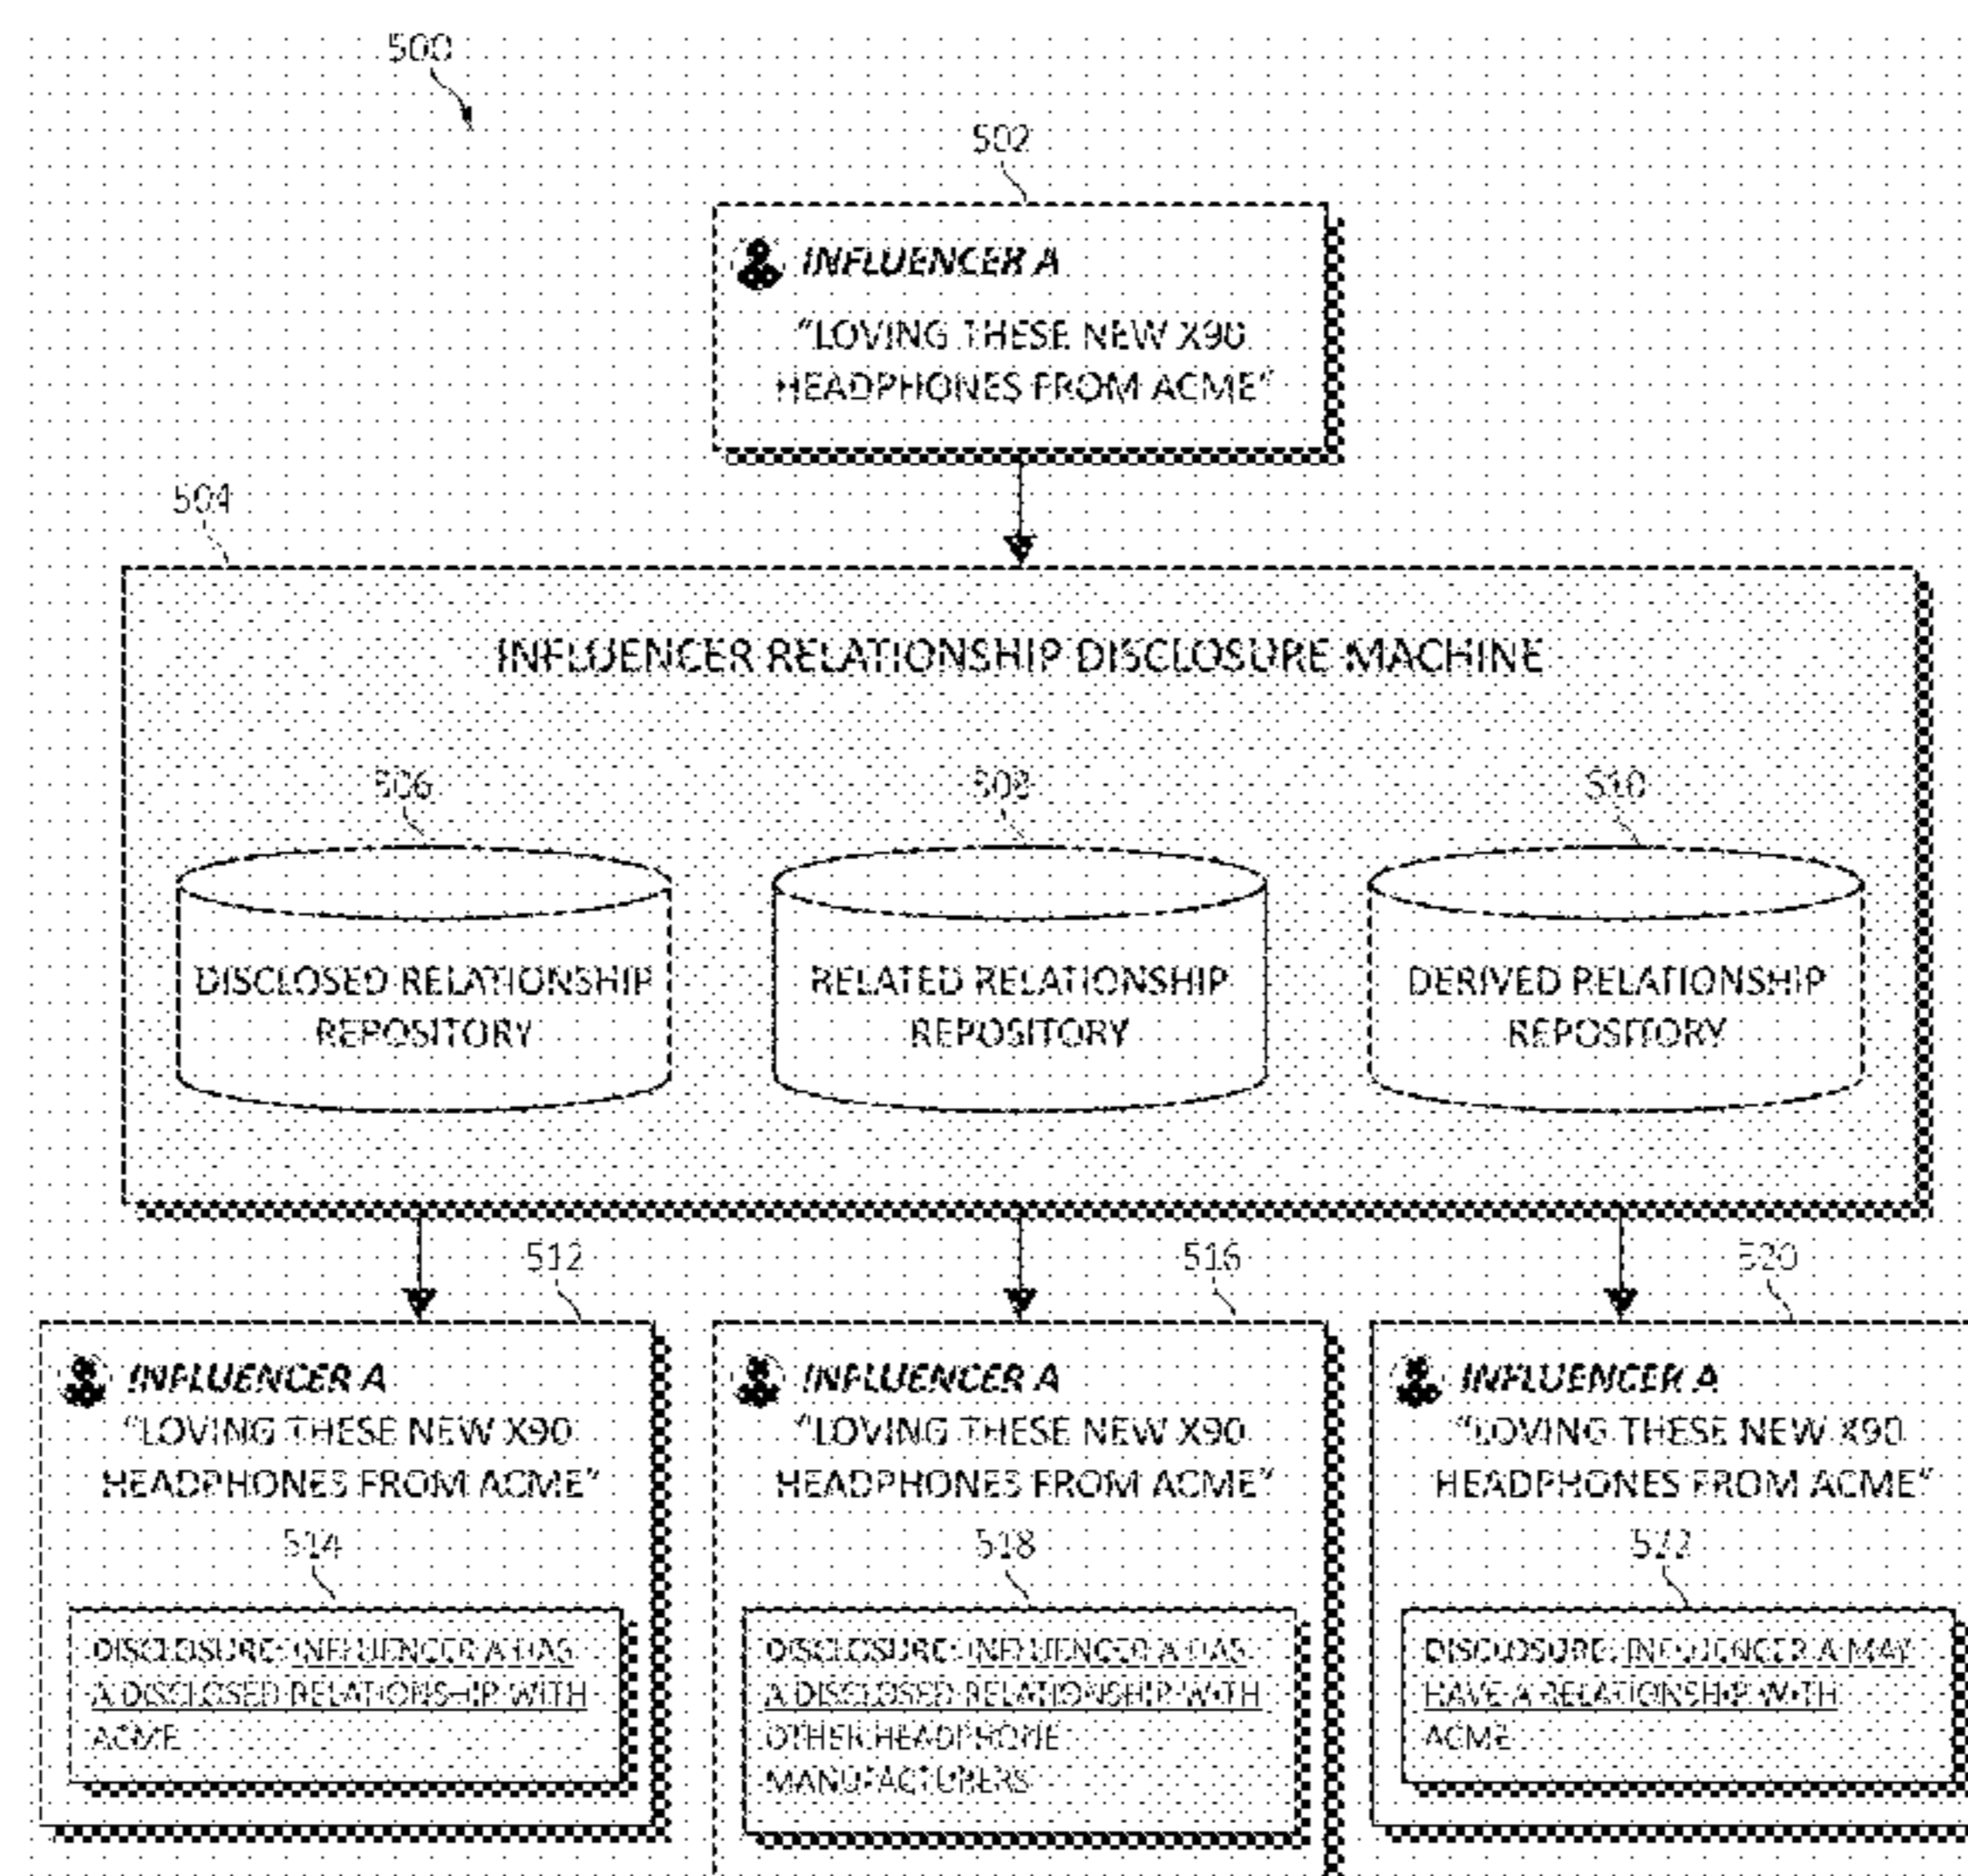 500
502
INFLUENCER A
“LOVING THESE NEW X90
HEADPHONES FROM ACME”
504
INFLUENCER RELATIONSHIP DISCLOSURE MACHINE
506
508
510
DISCLOSED RELATIONSHIP
REPOSITORY
RELATED RELATIONSHIP
REPOSITORY
DERIVED RELATIONSHIP
REPOSITORY
512
516
520
INFLUENCER A
“LOVING THESE NEW X90
HEADPHONES FROM ACME”
514
DISCLOSURE: INFLUENCER A HAS
A DISCLOSED RELATIONSHIP WITH
ACME
INFLUENCER A
“LOVING THESE NEW X90
HEADPHONES FROM ACME”
518
DISCLOSURE: INFLUENCER A HAS
A DISCLOSED RELATIONSHIP WITH
OTHER HEADPHONE
MANUFACTURERS
INFLUENCER A
“LOVING THESE NEW X90
HEADPHONES FROM ACME”
522
DISCLOSURE: INFLUENCER A MAY
HAVE A RELATIONSHIP WITH
ACME